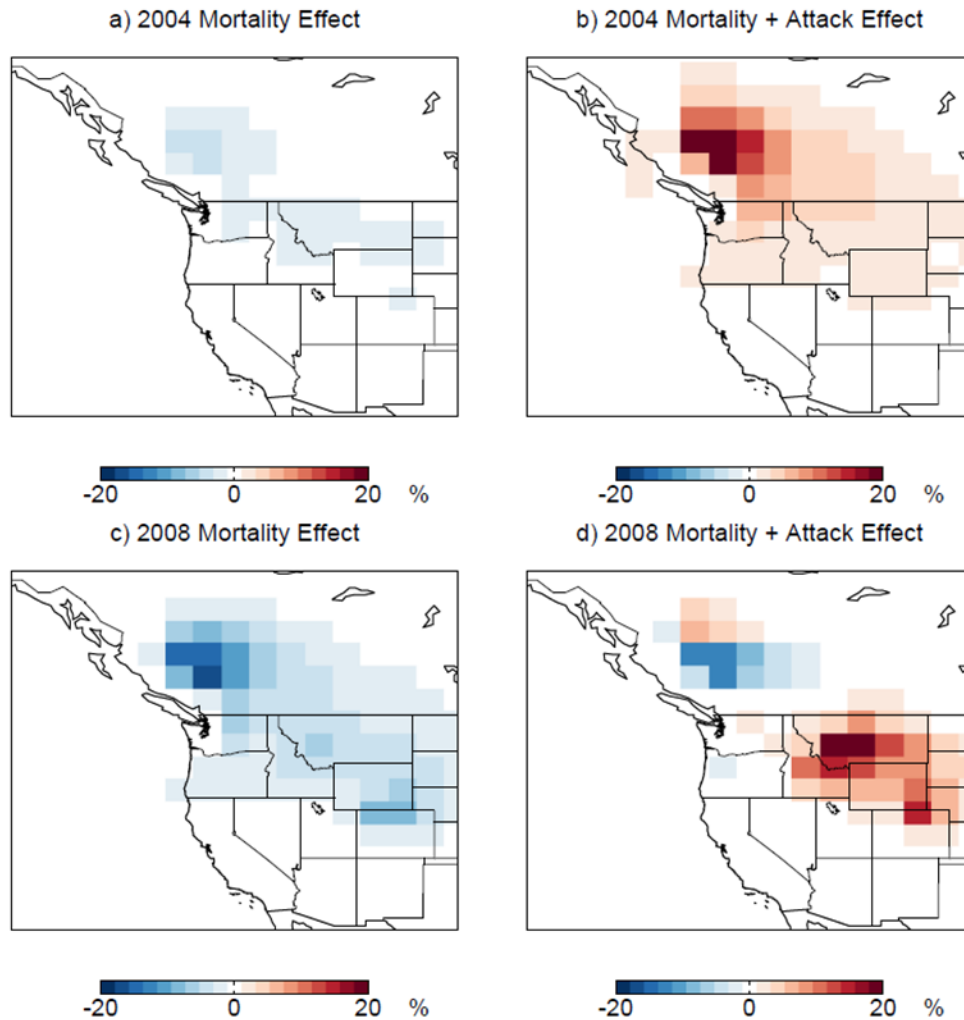 a) 2004 Mortality Effect
b) 2004 Mortality + Attack Effect
-20 0 20 %
-20 0 20 %
c) 2008 Mortality Effect
d) 2008 Mortality + Attack Effect
-20 0 20 %
-20 0 20 %